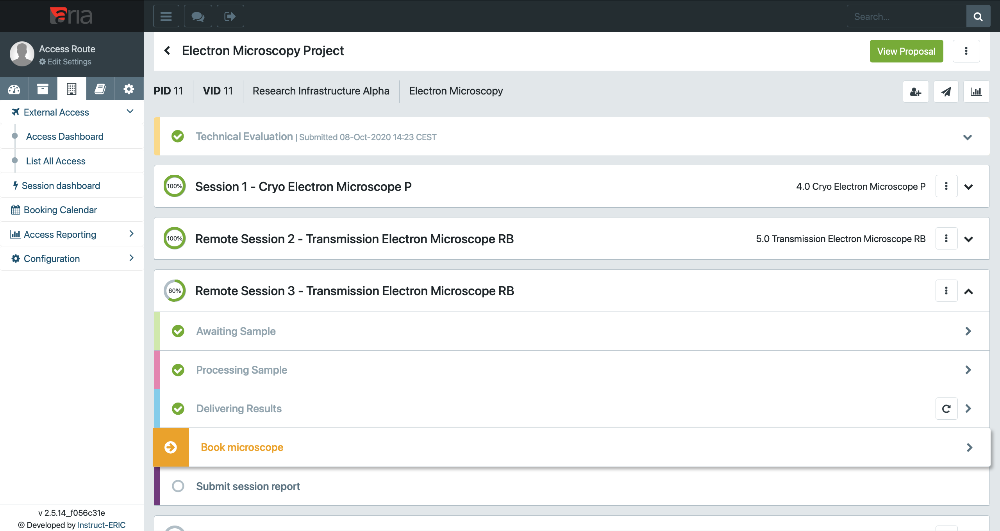 aria
Search...
Access Route
Edit Settings
External Access
Access Dashboard
List All Access
Session dashboard
Booking Calendar
Access Reporting
Configuration
v 2.5.14_f056c31e
© Developed by Instruct-ERIC
Electron Microscopy Project
View Proposal
PID 11
VID 11
Research Infrastructure Alpha
Electron Microscopy
Technical Evaluation | Submitted 08-Oct-2020 14:23 CEST
100%
Session 1 - Cryo Electron Microscope P
4.0 Cryo Electron Microscope P
100%
Remote Session 2 - Transmission Electron Microscope RB
5.0 Transmission Electron Microscope RB
60%
Remote Session 3 - Transmission Electron Microscope RB
Awaiting Sample
Processing Sample
Delivering Results
Book microscope
Submit session report